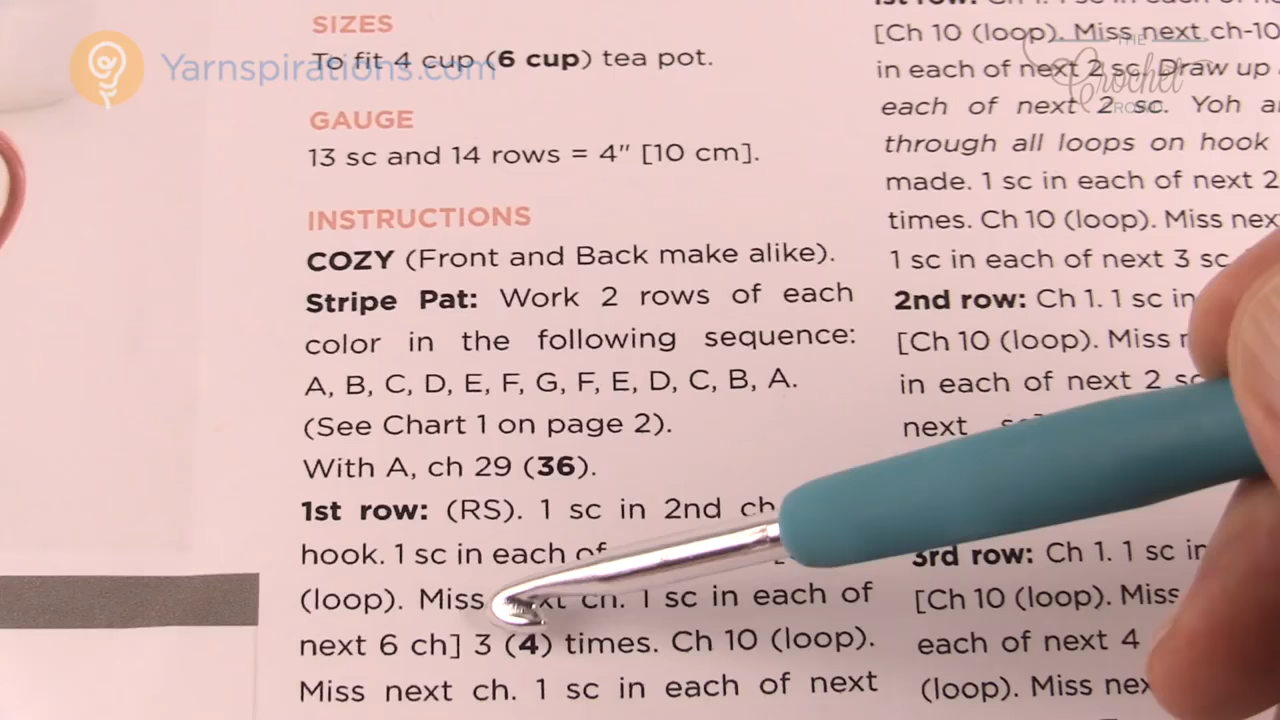 Yarnspirations.com
THE
Crochet
CROWD
SIZES
To fit 4 cup (6 cup) tea pot.
GAUGE
13 sc and 14 rows = 4" [10 cm].
INSTRUCTIONS
COZY (Front and Back make alike).
Stripe Pat: Work 2 rows of each
color in the following sequence:
A, B, C, D, E, F, G, F, E, D, C, B, A.
(See Chart 1 on page 2).
With A, ch 29 (36).
1st row: (RS). 1 sc in 2nd ch
hook. 1 sc in each of
(loop). Miss next ch. 1 sc in each of
next 6 ch] 3 (4) times. Ch 10 (loop).
Miss next ch. 1 sc in each of next
[Ch 10 (loop). Miss next ch-10
in each of next 2 sc. Draw up
each of next 2 sc. Yoh
through all loops on hook
made. 1 sc in each of next 2
times. Ch 10 (loop). Miss
1 sc in each of next 3 sc
2nd row: Ch 1. 1 sc in
[Ch 10 (loop). Miss
in each of next 2 sc
next
3rd row: Ch 1. 1 sc in
[Ch 10 (loop). Miss
each of next 4
(loop). Miss